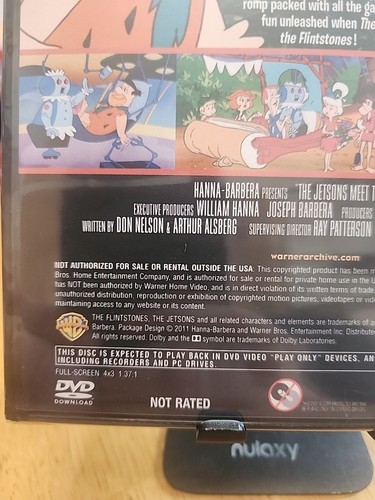 romp packed with all the ga
fun unleashed when The
the Flintstones!
HANNA-BARBERA PRESENTS "THE JETSONS MEET T
EXECUTIVE PRODUCERS WILLIAM HANNA JOSEPH BARBERA PRODUCERS
WRITTEN BY DON NELSON & ARTHUR ALSBERG SUPERVISING DIRECTOR RAY PATTERSON
warnerarchive.com
NOT AUTHORIZED FOR SALE OR RENTAL OUTSIDE THE USA. This copyrighted product has been m
Bros. Home Entertainment Company, and is authorized for sale or rental for private home use in the U
has NOT been authorized by Warner Home Video, and is in direct violation of its written terms of trade.
unauthorized distribution, reproduction or exhibition of copyrighted motion pictures, videotapes or vide
maintaining access to any website or its content.
WB
THE FLINTSTONES, THE JETSONS and all related characters and elements are trademarks of an
Barbera. Package Design © 2011 Hanna-Barbera and Warner Bros. Entertainment Inc. Distribute
All rights reserved. Dolby and the DD symbol are trademarks of Dolby Laboratories.
THIS DISC IS EXPECTED TO PLAY BACK IN DVD VIDEO "PLAY ONLY" DEVICES, AN
INCLUDING RECORDERS AND PC DRIVES.
FULL-SCREEN 4x3 1.37:1
DVD
DOWNLOAD
NOT RATED
nulaxy